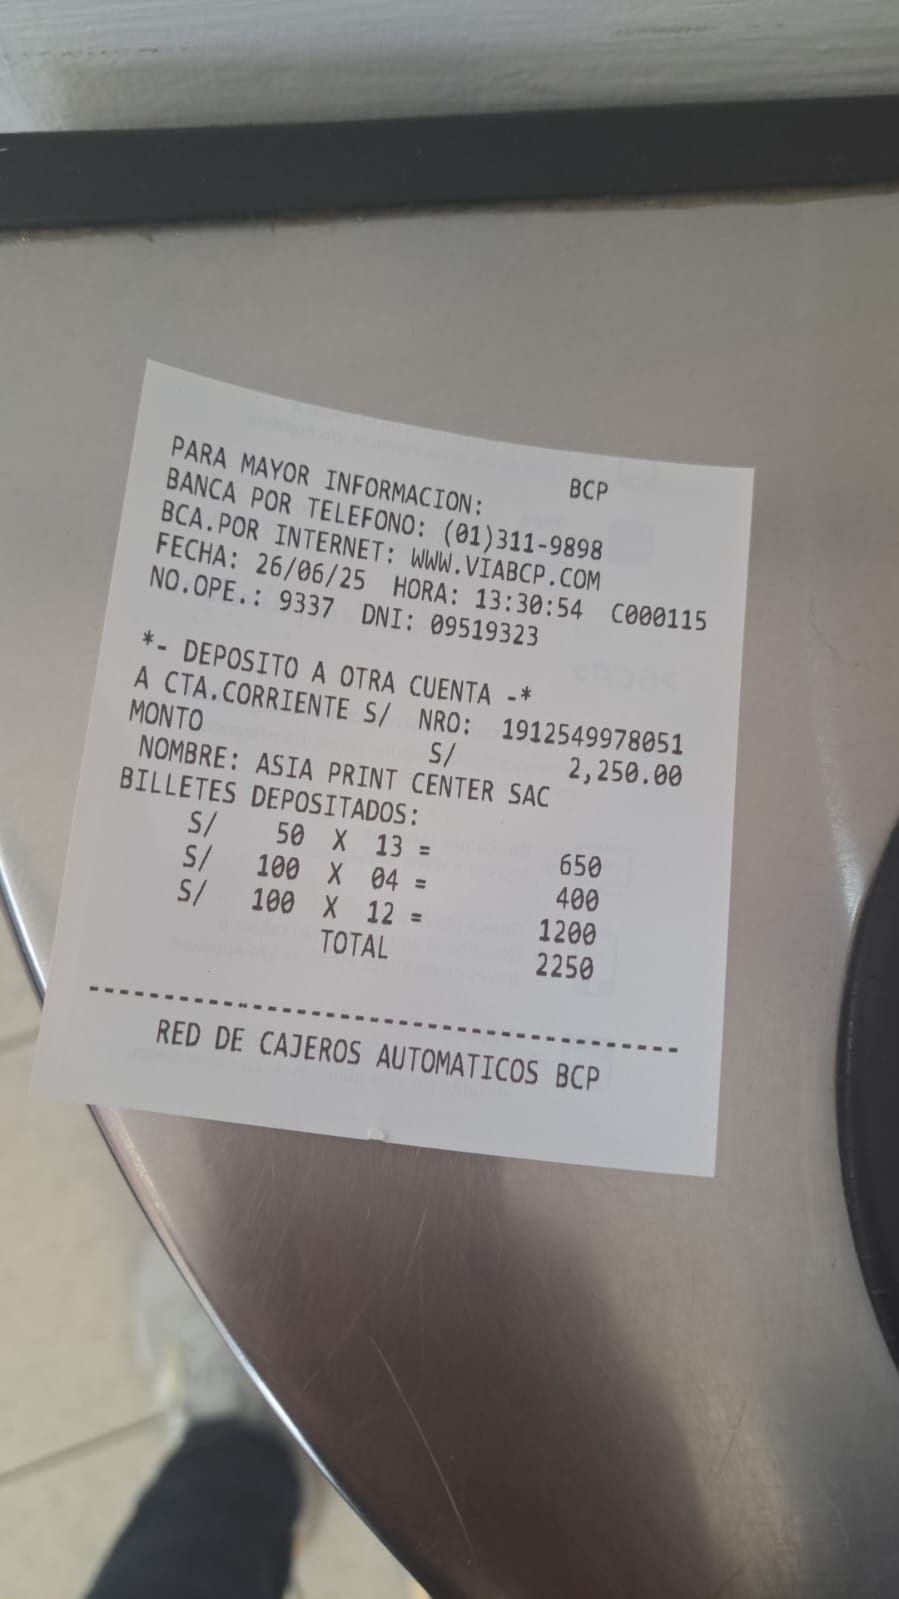 BCP
PARA MAYOR INFORMACION:
BANCA POR TELEFONO: (01)311-9898
BCA.POR INTERNET: WWW.VIABCP.COM
FECHA: 26/06/25 HORA: 13:30:54 C000115
NO.OPE.: 9337 DNI: 09519323
*- DEPOSITO A OTRA CUENTA -*
A CTA.CORRIENTE S/ NRO: 1912549978051
MONTO S/ 2,250.00
NOMBRE: ASIA PRINT CENTER SAC
BILLETES DEPOSITADOS:
S/ 50 X 13 = 650
S/ 100 X 04 = 400
S/ 100 X 12 = 1200
TOTAL 2250
---------------------------------------
RED DE CAJEROS AUTOMATICOS BCP